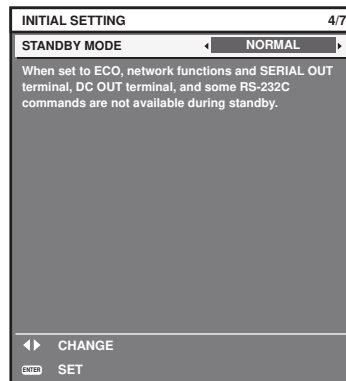 INITIAL SETTING 4/7
STANDBY MODE NORMAL
When set to ECO, network functions and SERIAL OUT
terminal, DC OUT terminal, and some RS-232C
commands are not available during standby.
CHANGE
ENTER SET